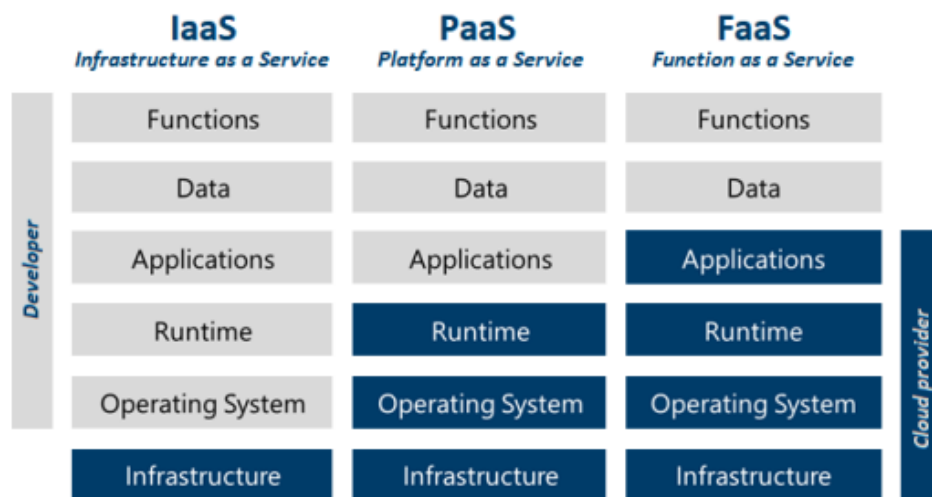 IaaS
Infrastructure as a Service
PaaS
Platform as a Service
FaaS
Function as a Service
Developer
Functions
Functions
Functions
Data
Data
Data
Applications
Applications
Applications
Runtime
Runtime
Runtime
Operating System
Operating System
Operating System
Infrastructure
Infrastructure
Infrastructure
Cloud provider